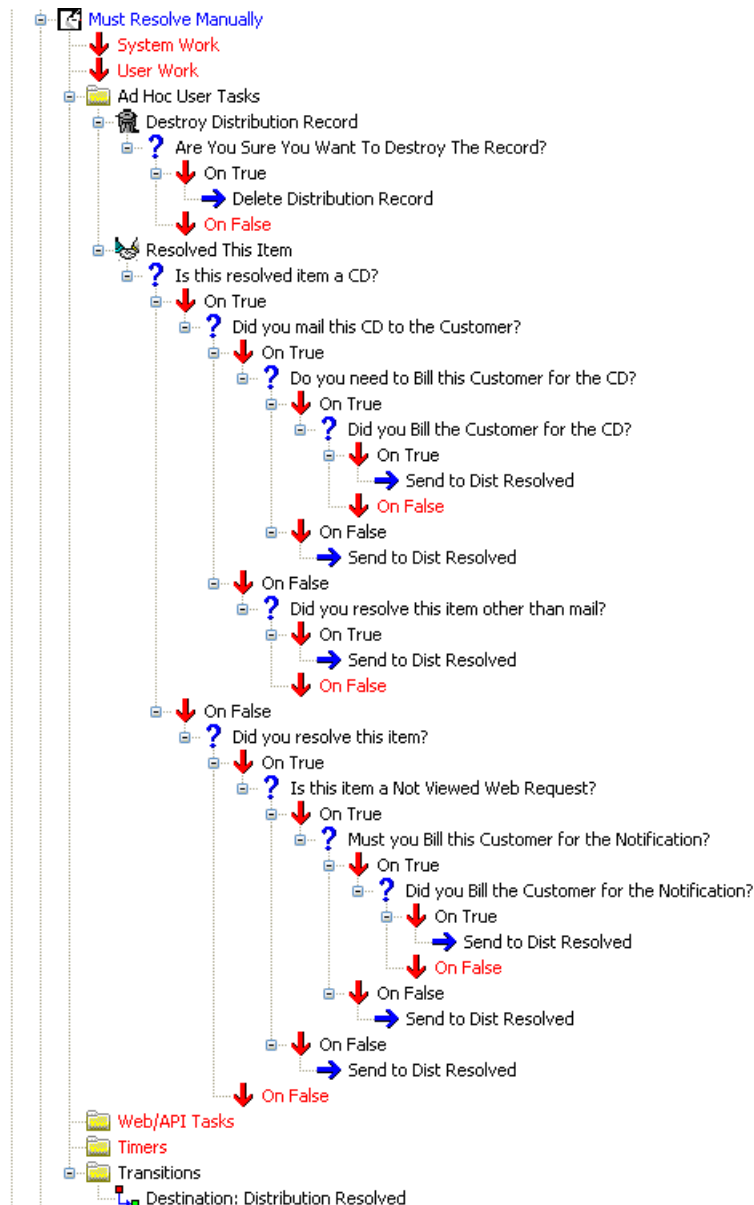 Must Resolve Manually
System Work
User Work
Ad Hoc User Tasks
Destroy Distribution Record
Are You Sure You Want To Destroy The Record?
On True
Delete Distribution Record
On False
Resolved This Item
Is this resolved item a CD?
On True
Did you mail this CD to the Customer?
On True
Do you need to Bill this Customer for the CD?
On True
Did you Bill the Customer for the CD?
On True
Send to Dist Resolved
On False
On False
Send to Dist Resolved
On False
Did you resolve this item other than mail?
On True
Send to Dist Resolved
On False
On False
Did you resolve this item?
On True
Is this item a Not Viewed Web Request?
On True
Must you Bill this Customer for the Notification?
On True
Did you Bill the Customer for the Notification?
On True
Send to Dist Resolved
On False
On False
Send to Dist Resolved
On False
Send to Dist Resolved
On False
Web/API Tasks
Timers
Transitions
Destination: Distribution Resolved